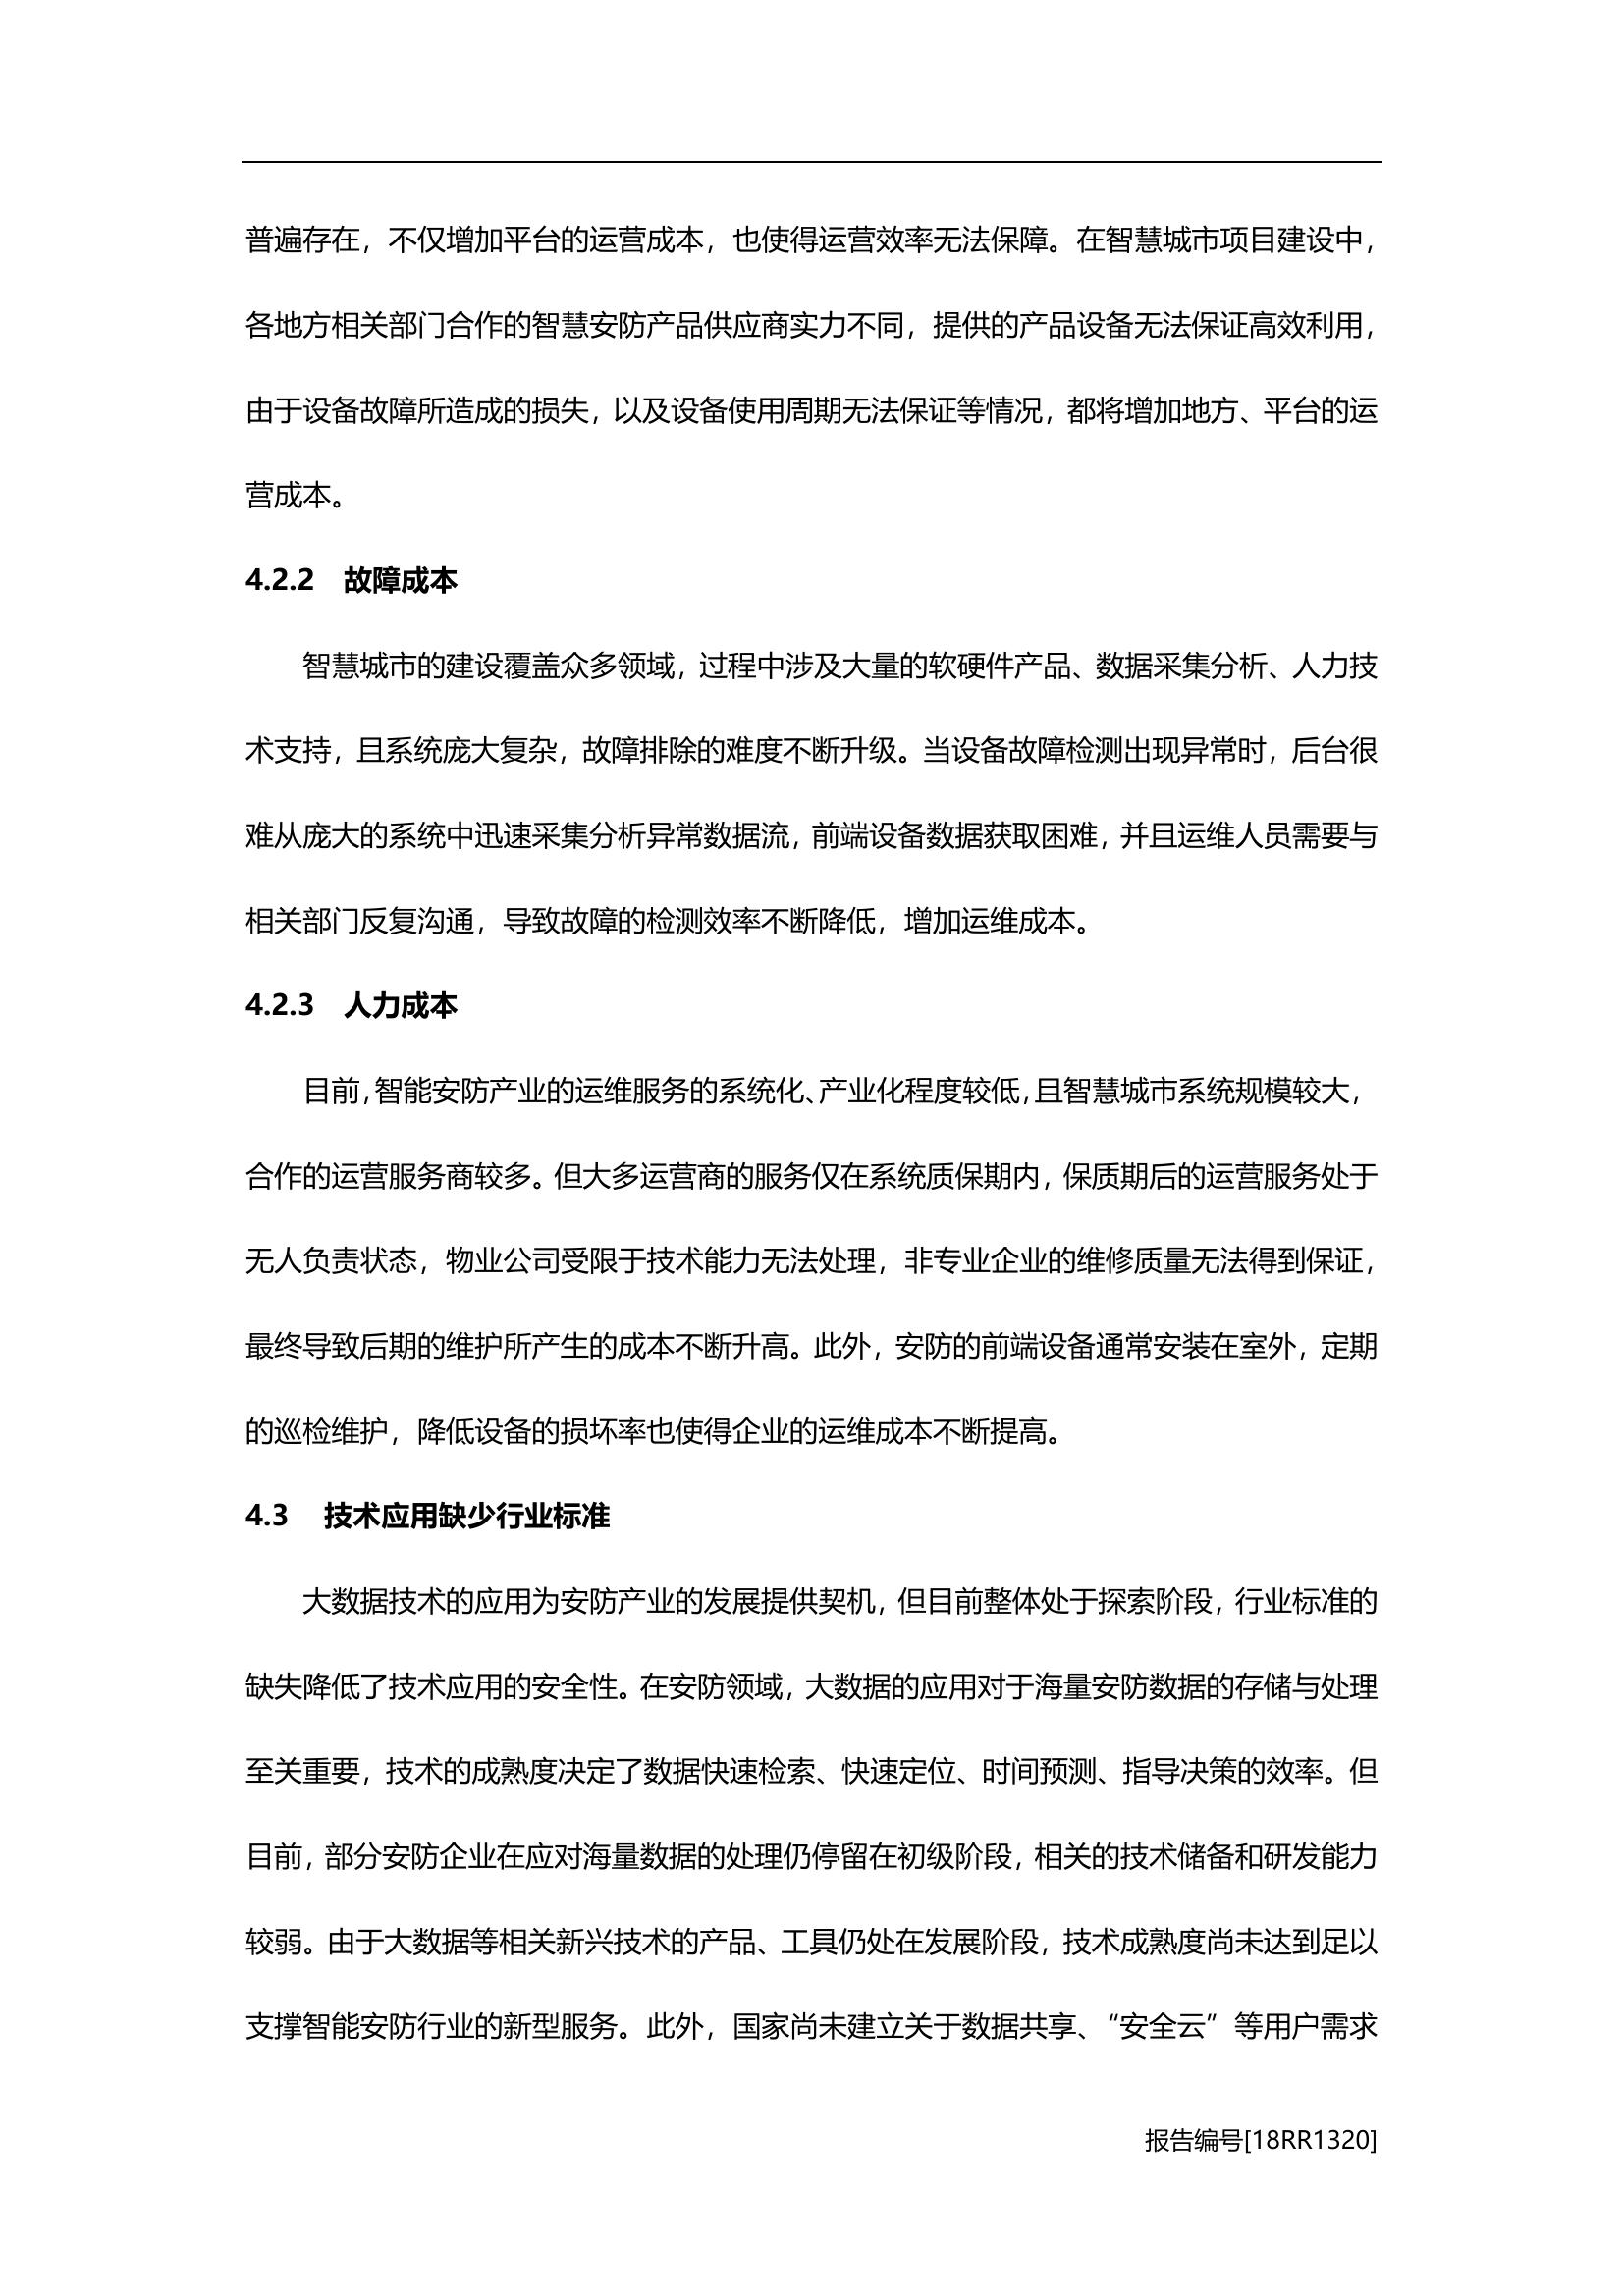 普遍存在，不仅增加平台的运营成本，也使得运营效率无法保障。在智慧城市项目建设中，
各地方相关部门合作的智慧安防产品供应商实力不同，提供的产品设备无法保证高效利用，
由于设备故障所造成的损失，以及设备使用周期无法保证等情况，都将增加地方、平台的运
营成本。
4.2.2 故障成本
智慧城市的建设覆盖众多领域，过程中涉及大量的软硬件产品、数据采集分析、人力技
术支持，且系统庞大复杂，故障排除的难度不断升级。当设备故障检测出现异常时，后台很
难从庞大的系统中迅速采集分析异常数据流，前端设备数据获取困难，并且运维人员需要与
相关部门反复沟通，导致故障的检测效率不断降低，增加运维成本。
4.2.3 人力成本
目前，智能安防产业的运维服务的系统化、产业化程度较低，且智慧城市系统规模较大，
合作的运营服务商较多。但大多运营商的服务仅在系统质保期内，保质期后的运营服务处于
无人负责状态，物业公司受限于技术能力无法处理，非专业企业的维修质量无法得到保证，
最终导致后期的维护所产生的成本不断升高。此外，安防的前端设备通常安装在室外，定期
的巡检维护，降低设备的损坏率也使得企业的运维成本不断提高。
4.3 技术应用缺少行业标准
大数据技术的应用为安防产业的发展提供契机，但目前整体处于探索阶段，行业标准的
缺失降低了技术应用的安全性。在安防领域，大数据的应用对于海量安防数据的存储与处理
至关重要，技术的成熟度决定了数据快速检索、快速定位、时间预测、指导决策的效率。但
目前，部分安防企业在应对海量数据的处理仍停留在初级阶段，相关的技术储备和研发能力
较弱。由于大数据等相关新兴技术的产品、工具仍处在发展阶段，技术成熟度尚未达到足以
支撑智能安防行业的新型服务。此外，国家尚未建立关于数据共享、“安全云”等用户需求
报告编号[18RR1320]